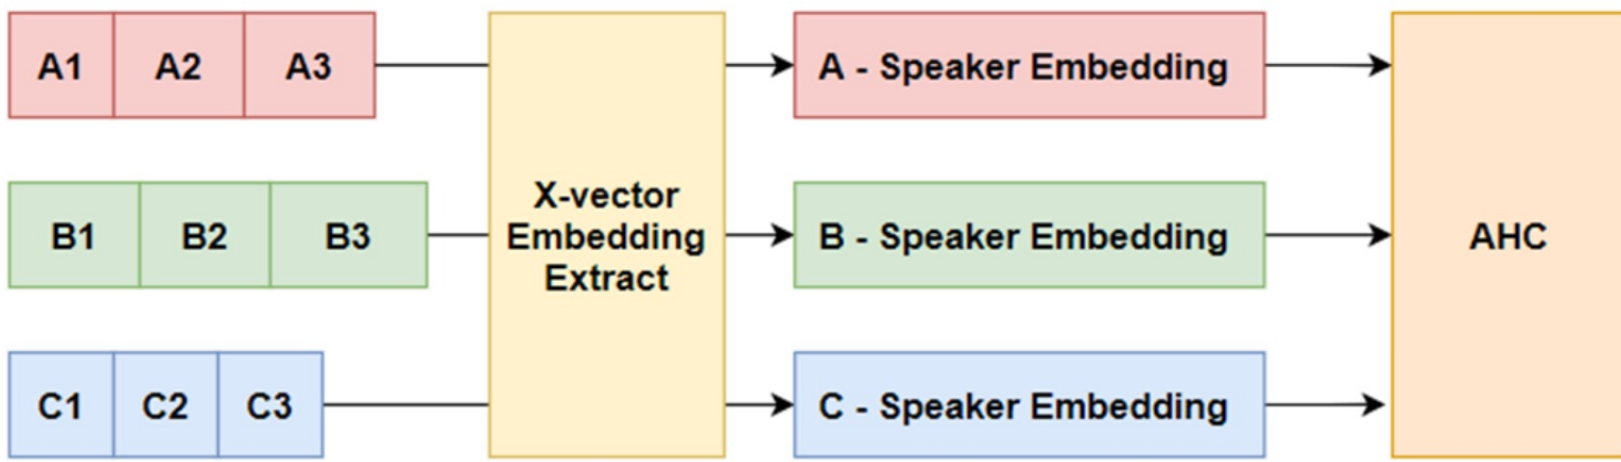 A1 A2 A3
A - Speaker Embedding
B1 B2 B3
X-vector
Embedding
Extract
B - Speaker Embedding
AHC
C1 C2 C3
C - Speaker Embedding